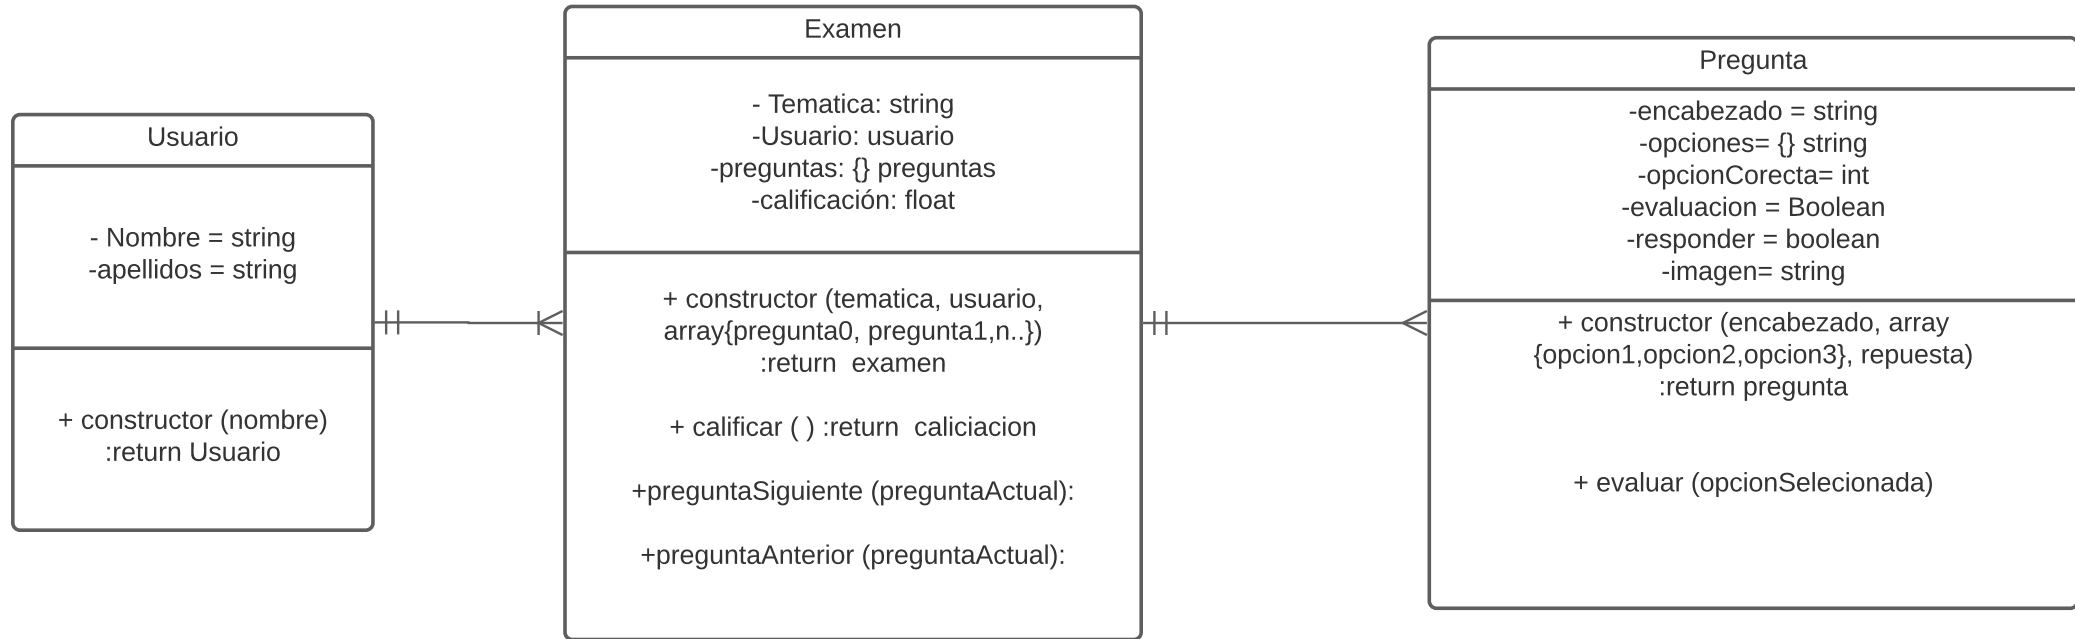 Usuario
- Nombre = string
-apellidos = string
+ constructor (nombre)
:return Usuario
Examen
- Tematica: string
-Usuario: usuario
-preguntas: {} preguntas
-calificación: float
+ constructor (tematica, usuario,
array{pregunta0, pregunta1,n..})
:return  examen
+ calificar ( ) :return  caliciacion
+preguntaSiguiente (preguntaActual):
+preguntaAnterior (preguntaActual):
Pregunta
-encabezado = string
-opciones= {} string
-opcionCorecta= int
-evaluacion = Boolean
-responder = boolean
-imagen= string
+ constructor (encabezado, array
{opcion1,opcion2,opcion3}, repuesta)
:return pregunta
+ evaluar (opcionSelecionada)